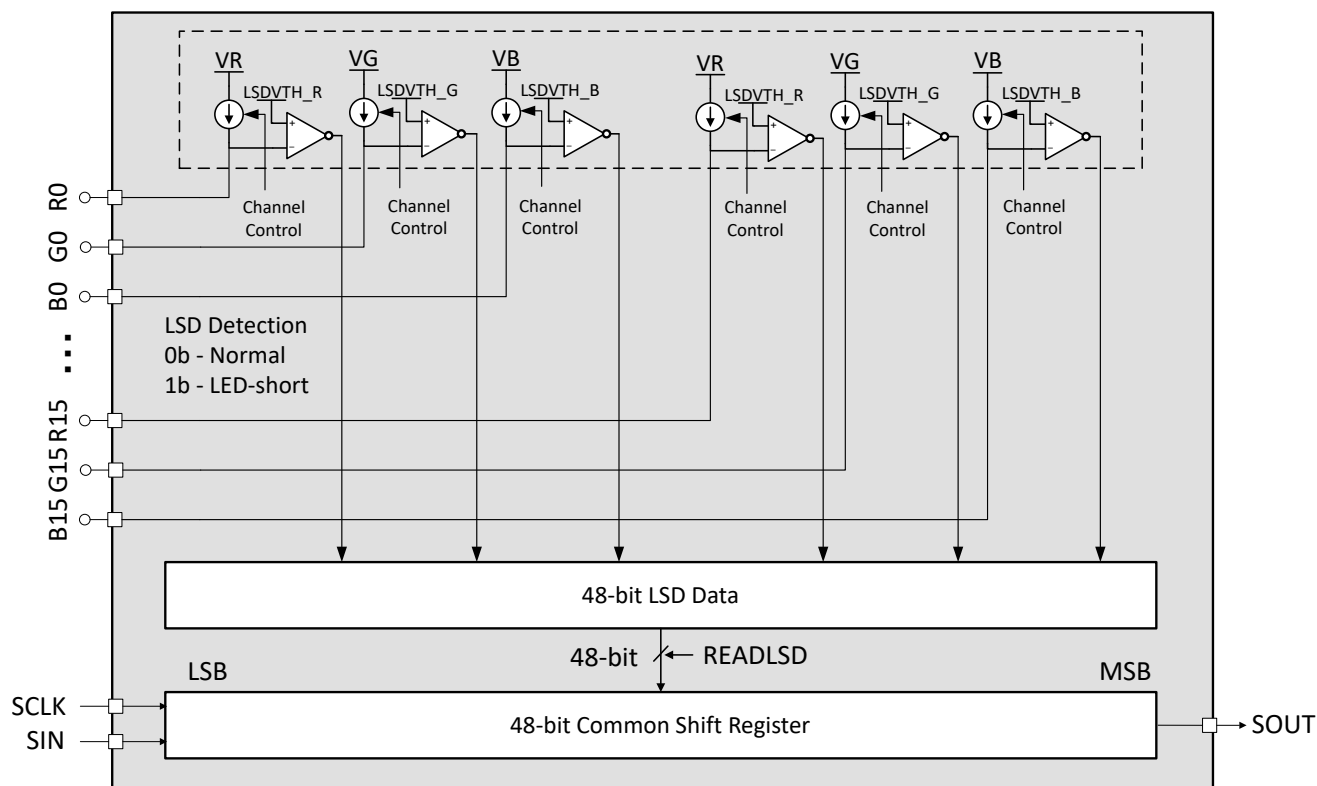 VR
VG
VB
VR
VG
VB
LSDVTH_R
LSDVTH_G
LSDVTH_B
LSDVTH_R
LSDVTH_G
LSDVTH_B
+
+
+
+
+
+
−
−
−
−
−
−
R0
Channel
Control
Channel
Control
Channel
Control
Channel
Control
Channel
Control
Channel
Control
G0
B0
LSD Detection
0b - Normal
1b - LED-short
...
R15
G15
B15
48-bit LSD Data
48-bit
READLSD
LSB
MSB
SCLK
SIN
48-bit Common Shift Register
SOUT